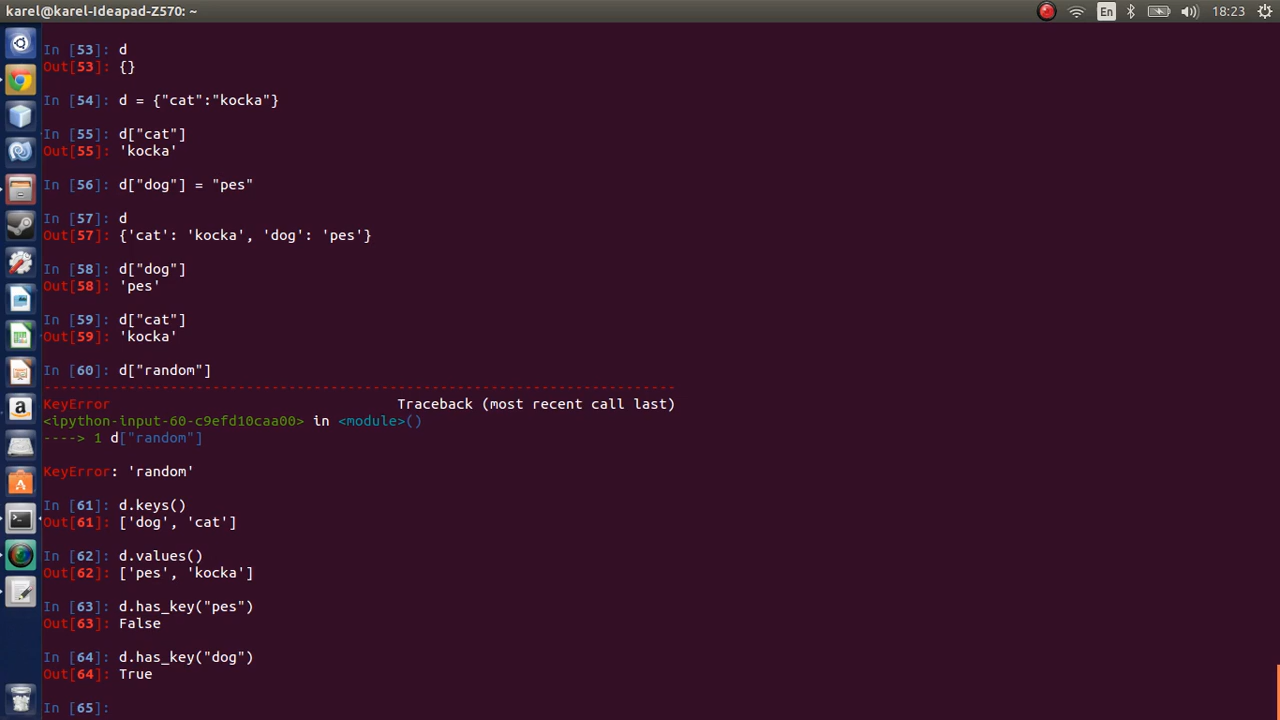 karel@karel-Ideapad-Z570: ~
En
18:23
In [53]: d
Out[53]: {}
In [54]: d = {"cat":"kocka"}
In [55]: d["cat"]
Out[55]: 'kocka'
In [56]: d["dog"] = "pes"
In [57]: d
Out[57]: {'cat': 'kocka', 'dog': 'pes'}
In [58]: d["dog"]
Out[58]: 'pes'
In [59]: d["cat"]
Out[59]: 'kocka'
In [60]: d["random"]
---------------------------------------------------------------------------
KeyError                                  Traceback (most recent call last)
<ipython-input-60-c9efd10caa00> in <module>()
----> 1 d["random"]
KeyError: 'random'
In [61]: d.keys()
Out[61]: ['dog', 'cat']
In [62]: d.values()
Out[62]: ['pes', 'kocka']
In [63]: d.has_key("pes")
Out[63]: False
In [64]: d.has_key("dog")
Out[64]: True
In [65]: